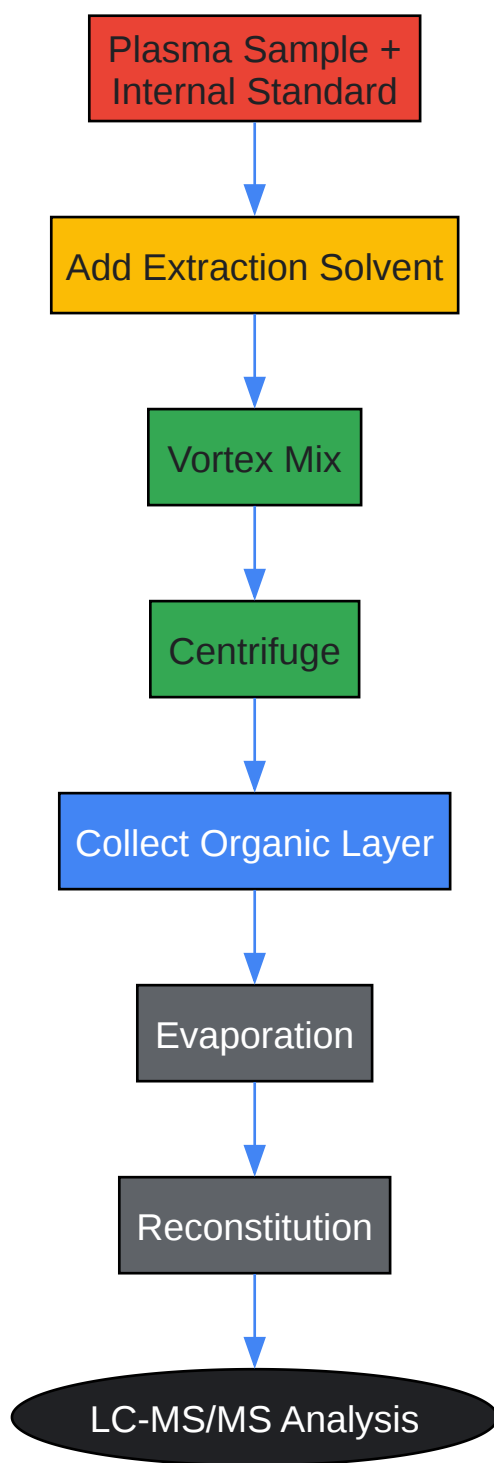 Plasma Sample +
Internal Standard
Add Extraction Solvent
Vortex Mix
Centrifuge
Collect Organic Layer
Evaporation
Reconstitution
LC-MS/MS Analysis